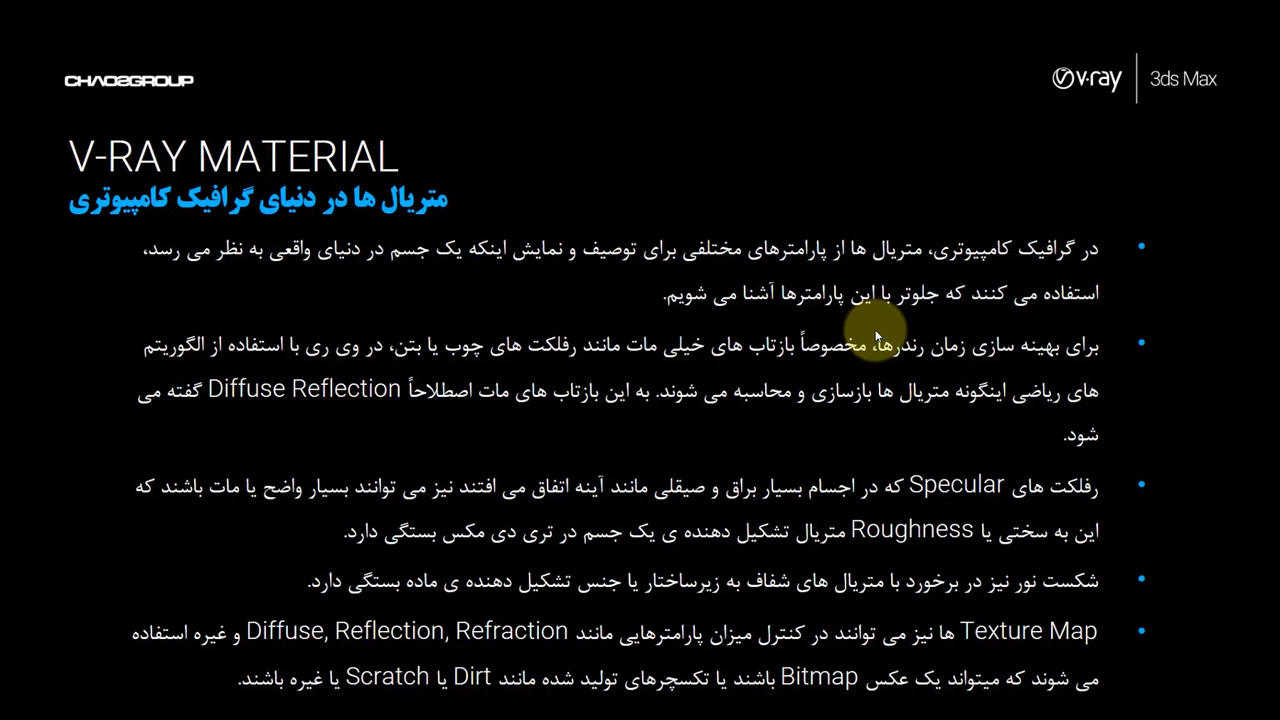 CHAOSGROUP
v·ray | 3ds Max
V-RAY MATERIAL
متریال ها در دنیای گرافیک کامپیوتری
• در گرافیک کامپیوتری، متریال ها از پارامترهای مختلفی برای توصیف و نمایش اینکه یک جسم در دنیای واقعی به نظر می رسد،
استفاده می کنند که جلوتر با این پارامترها آشنا می شویم.
• برای بهینه سازی زمان رندرها، مخصوصاً بازتاب های خیلی مات مانند رفلکت های چوب یا بتن، در وی ری با استفاده از الگوریتم
های ریاضی اینگونه متریال ها بازسازی و محاسبه می شوند. به این بازتاب های مات اصطلاحاً Diffuse Reflection گفته می
شود.
• رفلکت های Specular که در اجسام بسیار براق و صیقلی مانند آینه اتفاق می افتند نیز می توانند بسیار واضح یا مات باشند که
این به سختی یا Roughness متریال تشکیل دهنده ی یک جسم در تری دی مکس بستگی دارد.
• شکست نور نیز در برخورد با متریال های شفاف به زیرساختار یا جنس تشکیل دهنده ی ماده بستگی دارد.
• Texture Map ها نیز می توانند در کنترل میزان پارامترهایی مانند Diffuse, Reflection, Refraction و غیره استفاده
می شوند که میتواند یک عکس Bitmap باشند یا تکسچرهای تولید شده مانند Dirt یا Scratch یا غیره باشند.